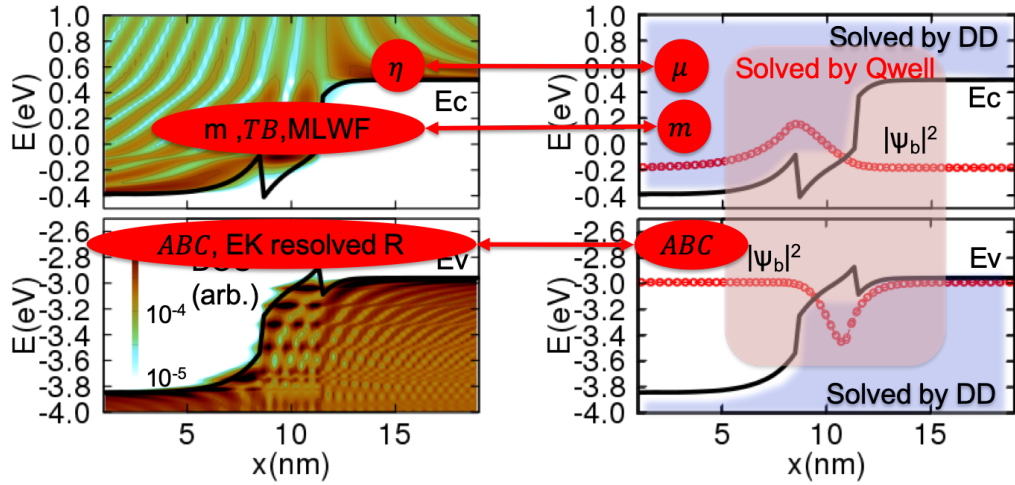 E(eV)
1.0
0.8
0.6
0.4
0.2
0.0
-0.2
-0.4
η
Ec
m ,TB,MLWF
E(eV)
-2.6
-2.8
-3.0
-3.2
-3.4
-3.6
-3.8
-4.0
ABC, EK resolved R
Ev
(arb.)
10-4
10-5
5
10
15
x(nm)
E(eV)
1.0
0.8
0.6
0.4
0.2
0.0
-0.2
-0.4
Solved by DD
μ
Solved by Qwell
Ec
m
|Ψb|2
E(eV)
-2.6
-2.8
-3.0
-3.2
-3.4
-3.6
-3.8
-4.0
ABC
|Ψb|2
Ev
Solved by DD
5
10
15
x(nm)